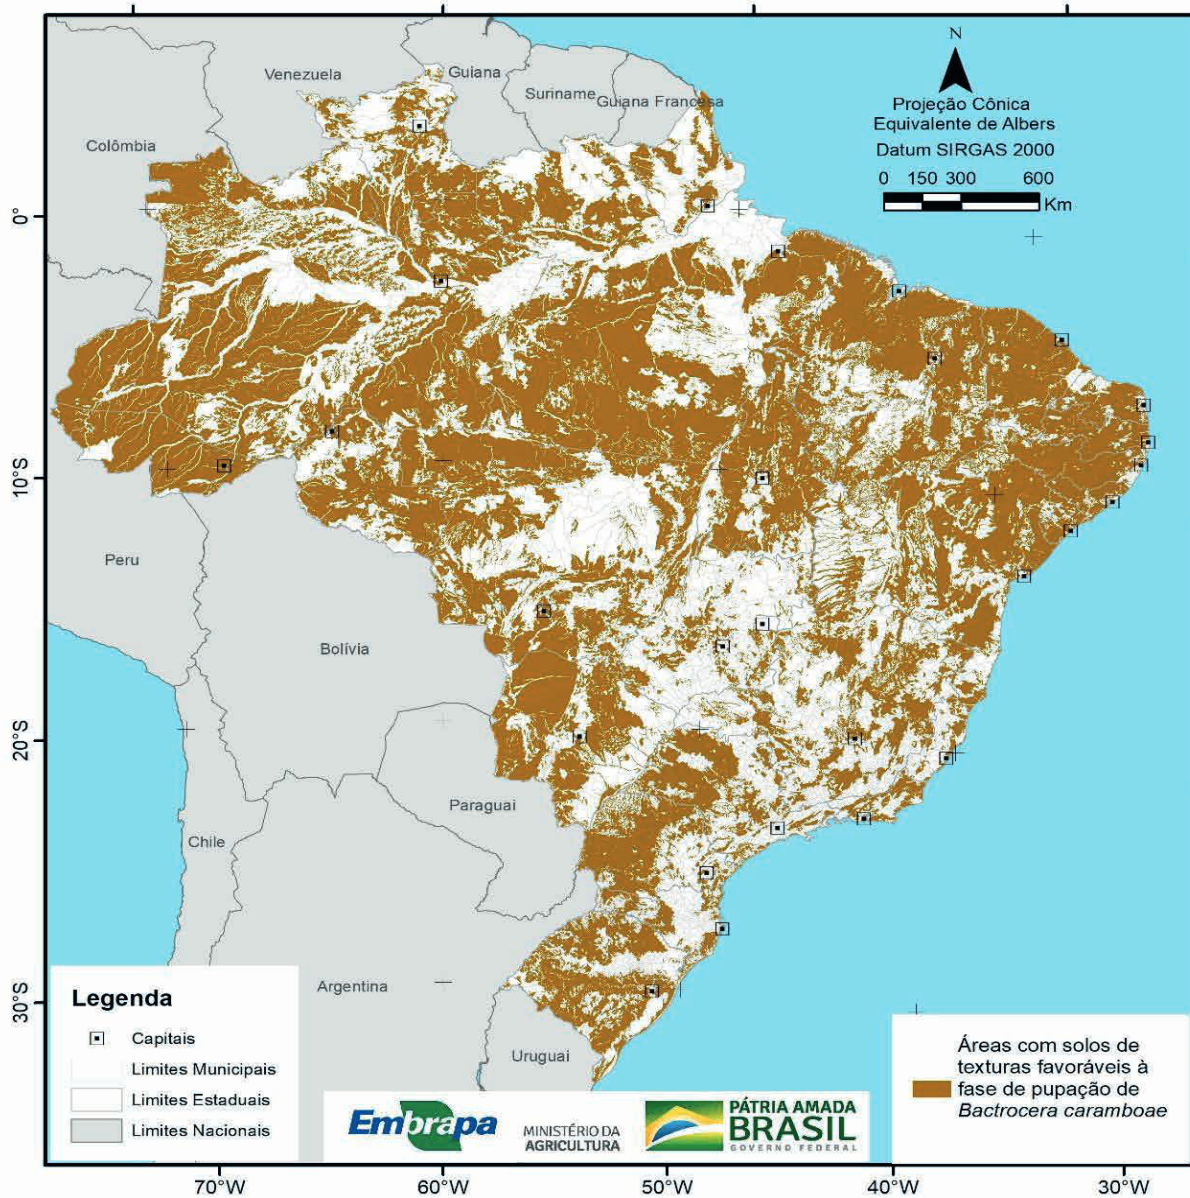 N
Projeção Cônica
Equivalente de Albers
Datum SIRGAS 2000
0 150 300 600
Km
Venezuela
Guiana
Suriname
Guiana Francesa
Colômbia
Peru
Bolívia
Paraguai
Chile
Argentina
Uruguai
0°
10°S
20°S
30°S
Legenda
Capitais
Limites Municipais
Limites Estaduais
Limites Nacionais
Embrapa
MINISTÉRIO DA
AGRICULTURA
PÁTRIA AMADA
BRASIL
GOVERNO FEDERAL
Áreas com solos de
texturas favoráveis à
fase de pupação de
Bactrocera caramboae
70°W 60°W 50°W 40°W 30°W